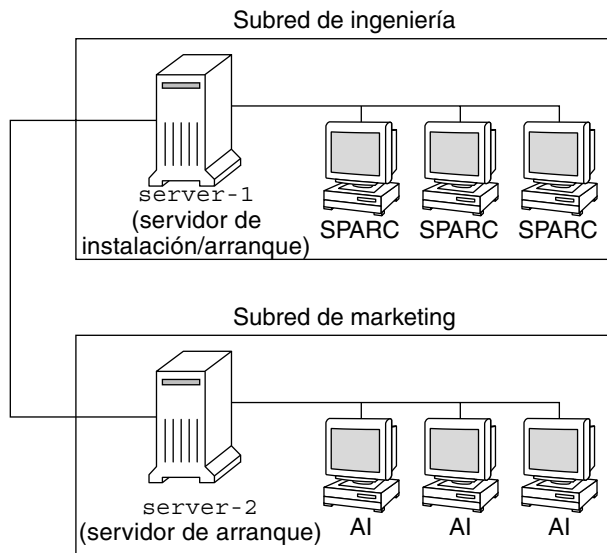 Subred de ingeniería
server-1
(servidor de
instalación/arranque)
SPARC SPARC SPARC
Subred de marketing
server-2
(servidor de arranque)
AI AI AI